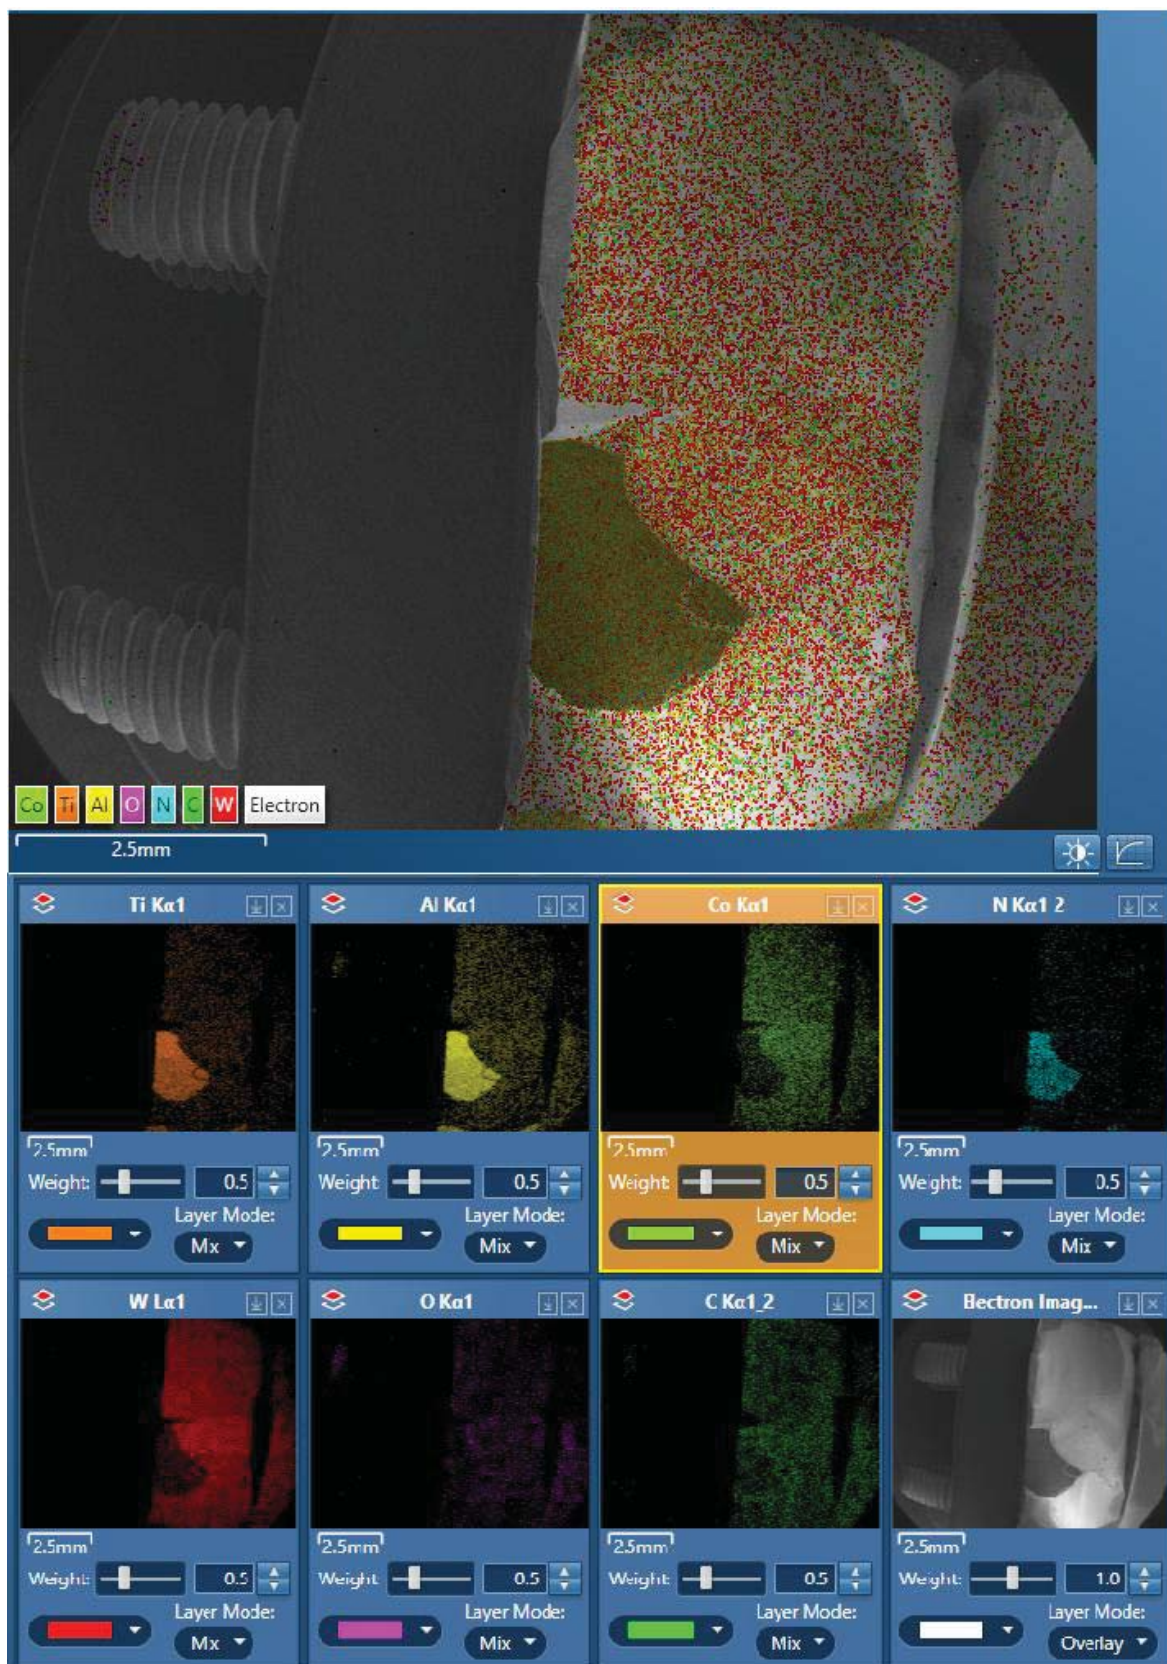 Co Ti Al O N C W Electron
2.5mm
Ti Kα1
Al Kα1
Co Kα1
N Kα1 2
2.5mm
2.5mm
2.5mm
2.5mm
Weight: 0.5
Weight: 0.5
Weight: 0.5
Weight: 0.5
Layer Mode:
Layer Mode:
Layer Mode:
Layer Mode:
Mix
Mix
Mix
Mix
W Lα1
O Kα1
C Kα1_2
Electron Imag...
2.5mm
2.5mm
2.5mm
2.5mm
Weight: 0.5
Weight: 0.5
Weight: 0.5
Weight: 1.0
Layer Mode:
Layer Mode:
Layer Mode:
Layer Mode:
Mix
Mix
Mix
Overlay